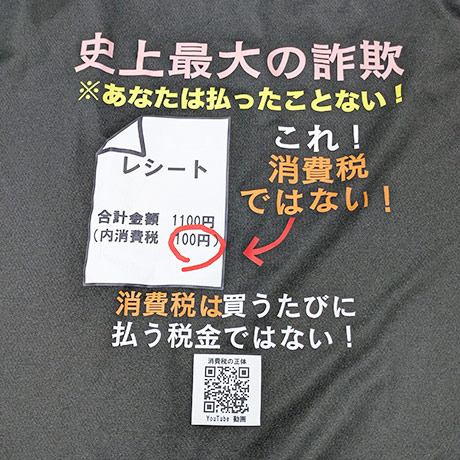 史上最大の詐欺
※あなたは払ったことない！
これ！
消費税
ではない！
レシート
合計金額 1100円
(内消費税 100円)
消費税は買うたびに
払う税金ではない！
消費税の正体
YouTube 動画